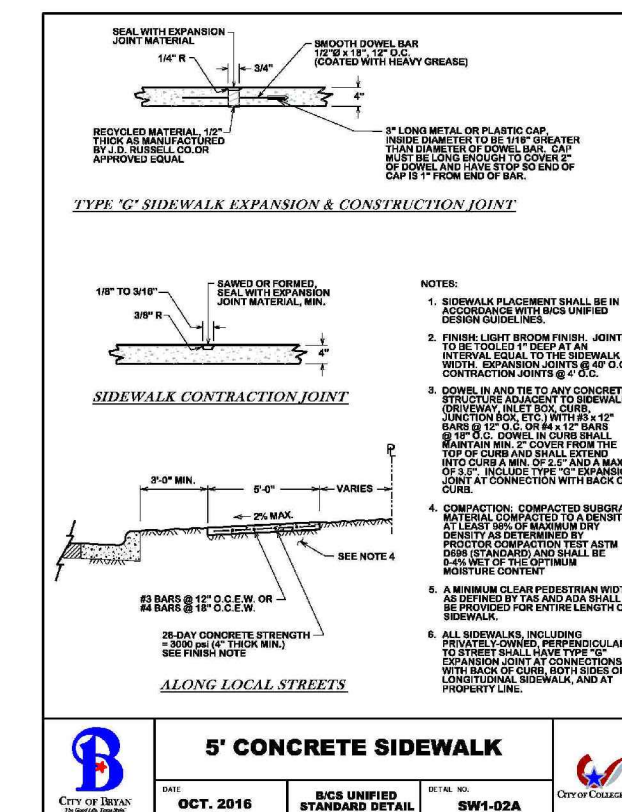 SEAL WITH EXPANSION
JOINT MATERIAL
1/4" R
3/4"
SMOOTH DOWEL BAR
1/2"Ø x 18", 12" O.C.
(COATED WITH HEAVY GREASE)
4"
RECYCLED MATERIAL, 1/2"
THICK AS MANUFACTURED
BY J.D. RUSSELL CO.OR
APPROVED EQUAL
3" LONG METAL OR PLASTIC CAP,
INSIDE DIAMETER TO BE 1/16" GREATER
THAN DIAMETER OF DOWEL BAR. CAP
MUST BE LONG ENOUGH TO COVER 2"
OF DOWEL AND HAVE STOP SO END OF
CAP IS 1" FROM END OF BAR.
TYPE "G" SIDEWALK EXPANSION & CONSTRUCTION JOINT
1/8" TO 3/16"
3/8" R
SAWED OR FORMED,
SEAL WITH EXPANSION
JOINT MATERIAL, MIN.
4"
SIDEWALK CONTRACTION JOINT
3'-0" MIN.
5'-0"
VARIES
2% MAX.
SEE NOTE 4
#3 BARS @ 12" O.C.E.W. OR
#4 BARS @ 18" O.C.E.W.
28-DAY CONCRETE STRENGTH
= 3000 psi (4" THICK MIN.)
SEE FINISH NOTE
ALONG LOCAL STREETS
NOTES:
1. SIDEWALK PLACEMENT SHALL BE IN
ACCORDANCE WITH B/CS UNIFIED
DESIGN GUIDELINES.
2. FINISH: LIGHT BROOM FINISH. JOINT
TO BE TOOLED 1" DEEP AT AN
INTERVAL EQUAL TO THE SIDEWALK
WIDTH. EXPANSION JOINTS @ 40' O.C
CONTRACTION JOINTS @ 4' O.C.
3. DOWEL IN AND TIE TO ANY CONCRET
STRUCTURE ADJACENT TO SIDEWAL
(DRIVEWAY, INLET BOX, CURB,
JUNCTION BOX, ETC.) WITH #3 x 12"
BARS @ 12" O.C. OR #4 x 12" BARS
@ 18" O.C. DOWEL IN CURB SHALL
MAINTAIN MIN. 2" COVER FROM THE
TOP OF CURB AND SHALL EXTEND
INTO CURB A MIN. OF 2.5" AND A MAX
OF 3.5". INCLUDE TYPE "G" EXPANSI
JOINT AT CONNECTION WITH BACK O
CURB.
4. COMPACTION: COMPACTED SUBGRA
MATERIAL COMPACTED TO A DENSIT
AT LEAST 98% OF MAXIMUM DRY
DENSITY AS DETERMINED BY
PROCTOR COMPACTION TEST ASTM
D698 (STANDARD) AND SHALL BE
0-4% WET OF THE OPTIMUM
MOISTURE CONTENT
5. A MINIMUM CLEAR PEDESTRIAN WIDT
AS DEFINED BY TAS AND ADA SHALL
BE PROVIDED FOR ENTIRE LENGTH O
SIDEWALK.
6. ALL SIDEWALKS, INCLUDING
PRIVATELY-OWNED, PERPENDICULA
TO STREET SHALL HAVE TYPE "G"
EXPANSION JOINT AT CONNECTIONS
WITH BACK OF CURB, BOTH SIDES O
LONGITUDINAL SIDEWALK, AND AT
PROPERTY LINE.
CITY OF BRYAN
The Good Life, Texas Style.
5' CONCRETE SIDEWALK
DATE
OCT. 2016
B/CS UNIFIED
STANDARD DETAIL
DETAIL NO.
SW1-02A
CITY OF COLLEG